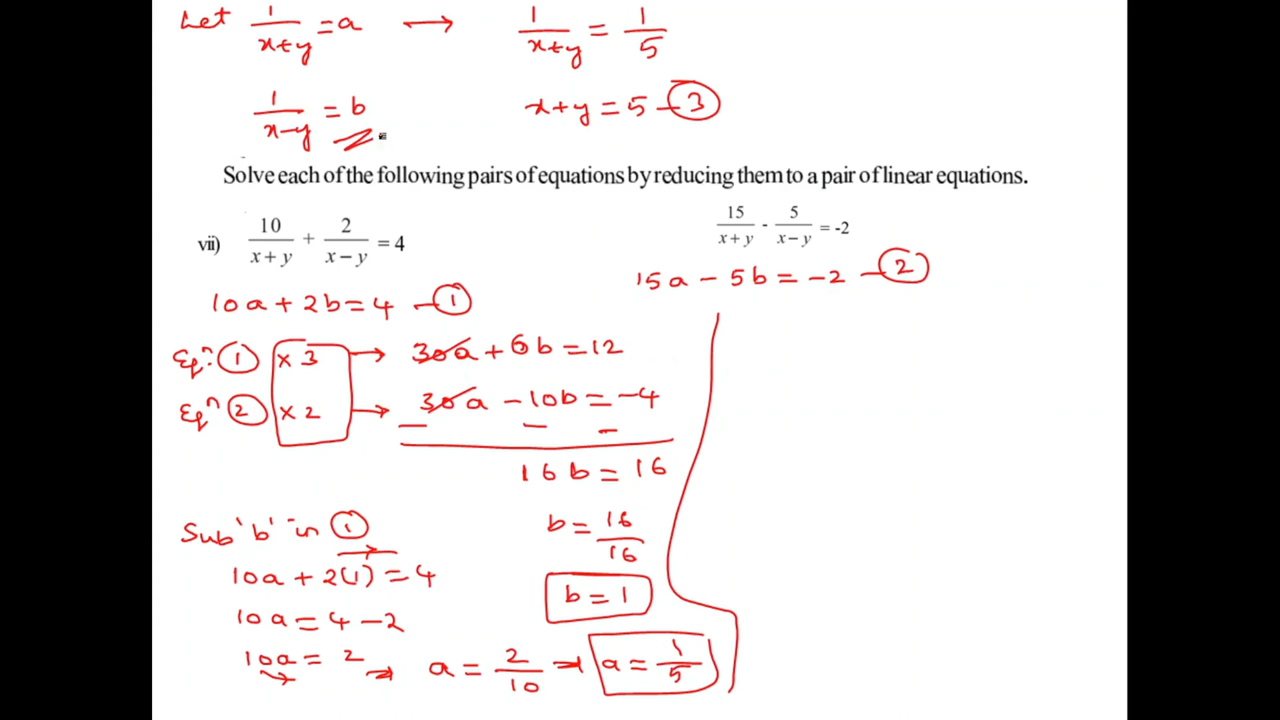 Let 1/(x+y) = a → 1/(x+y) = 1/5
1/(x-y) = b x+y = 5 - ③
Solve each of the following pairs of equations by reducing them to a pair of linear equations.
vii) 10/(x+y) + 2/(x-y) = 4 15/(x+y) - 5/(x-y) = -2
10a + 2b = 4 - ① 15a - 5b = -2 - ②
Eqn: ① x 3 → 30a + 6b = 12
Eqn ② x 2 → 30a - 10b = -4
- - -
16b = 16
Sub 'b' in ① b = 16/16
10a + 2(1) = 4 b = 1
10a = 4 - 2
10a = 2 → a = 2/10 → a = 1/5